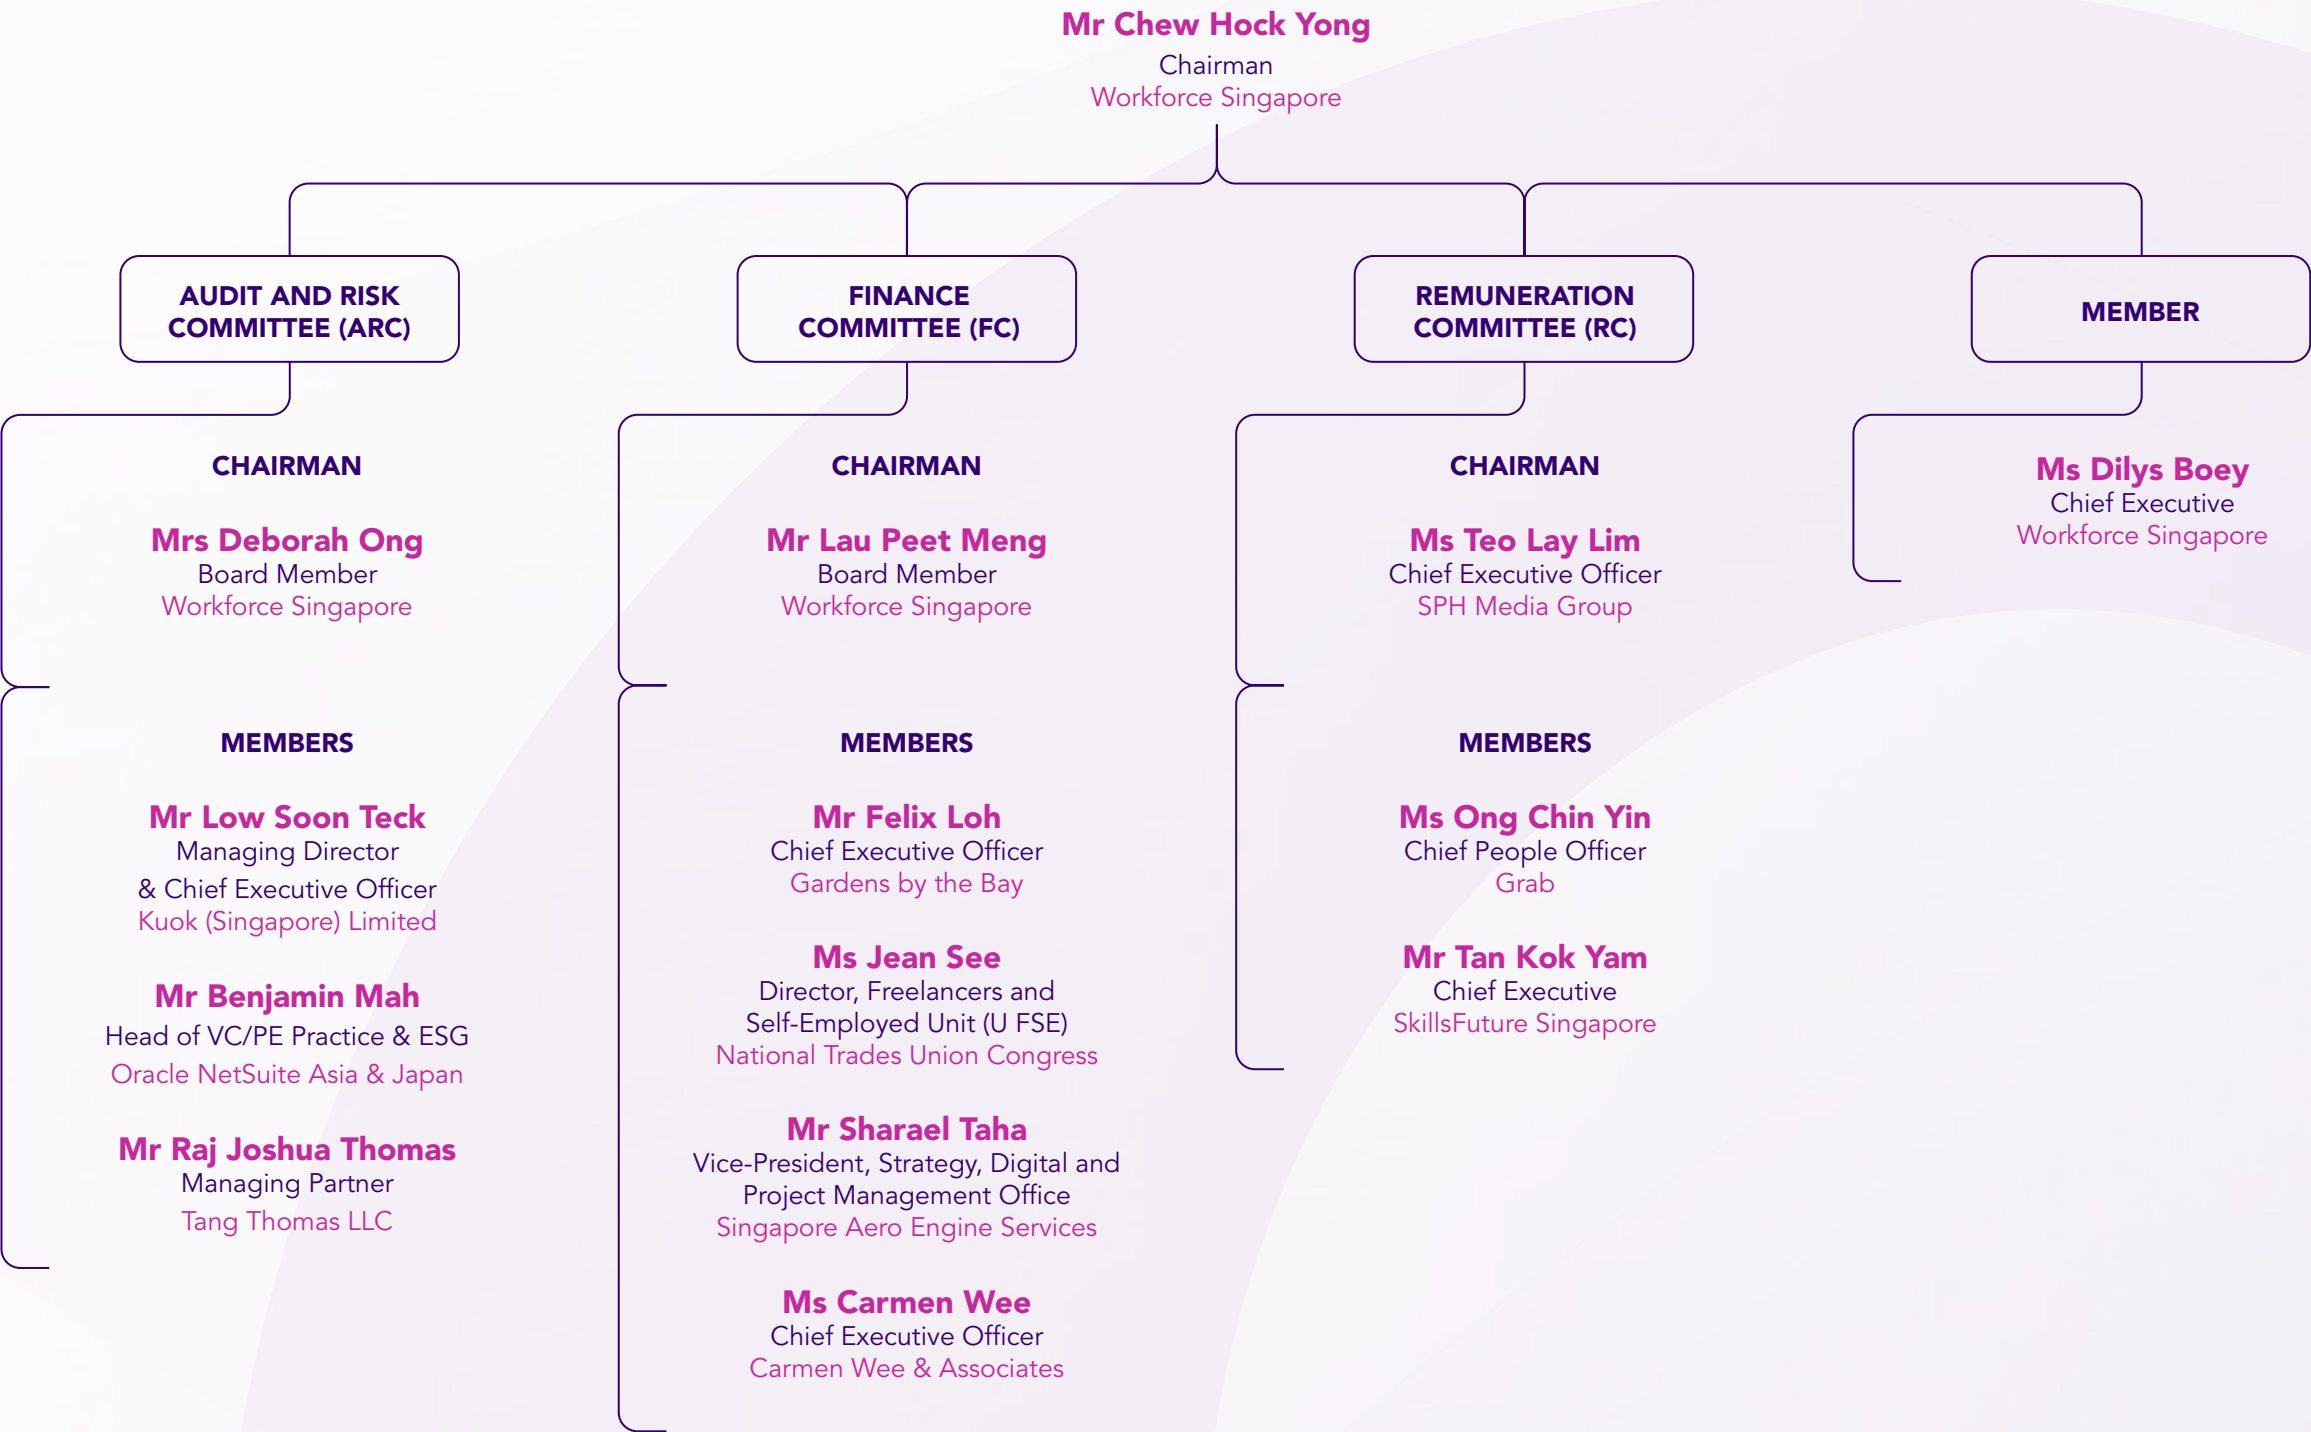 Mr Chew Hock Yong
Chairman
Workforce Singapore
AUDIT AND RISK
COMMITTEE (ARC)
CHAIRMAN
Mrs Deborah Ong
Board Member
Workforce Singapore
MEMBERS
Mr Low Soon Teck
Managing Director
& Chief Executive Officer
Kuok (Singapore) Limited
Mr Benjamin Mah
Head of VC/PE Practice & ESG
Oracle NetSuite Asia & Japan
Mr Raj Joshua Thomas
Managing Partner
Tang Thomas LLC
FINANCE
COMMITTEE (FC)
CHAIRMAN
Mr Lau Peet Meng
Board Member
Workforce Singapore
MEMBERS
Mr Felix Loh
Chief Executive Officer
Gardens by the Bay
Ms Jean See
Director, Freelancers and
Self-Employed Unit (U FSE)
National Trades Union Congress
Mr Sharael Taha
Vice-President, Strategy, Digital and
Project Management Office
Singapore Aero Engine Services
Ms Carmen Wee
Chief Executive Officer
Carmen Wee & Associates
REMUNERATION
COMMITTEE (RC)
CHAIRMAN
Ms Teo Lay Lim
Chief Executive Officer
SPH Media Group
MEMBERS
Ms Ong Chin Yin
Chief People Officer
Grab
Mr Tan Kok Yam
Chief Executive
SkillsFuture Singapore
MEMBER
Ms Dilys Boey
Chief Executive
Workforce Singapore